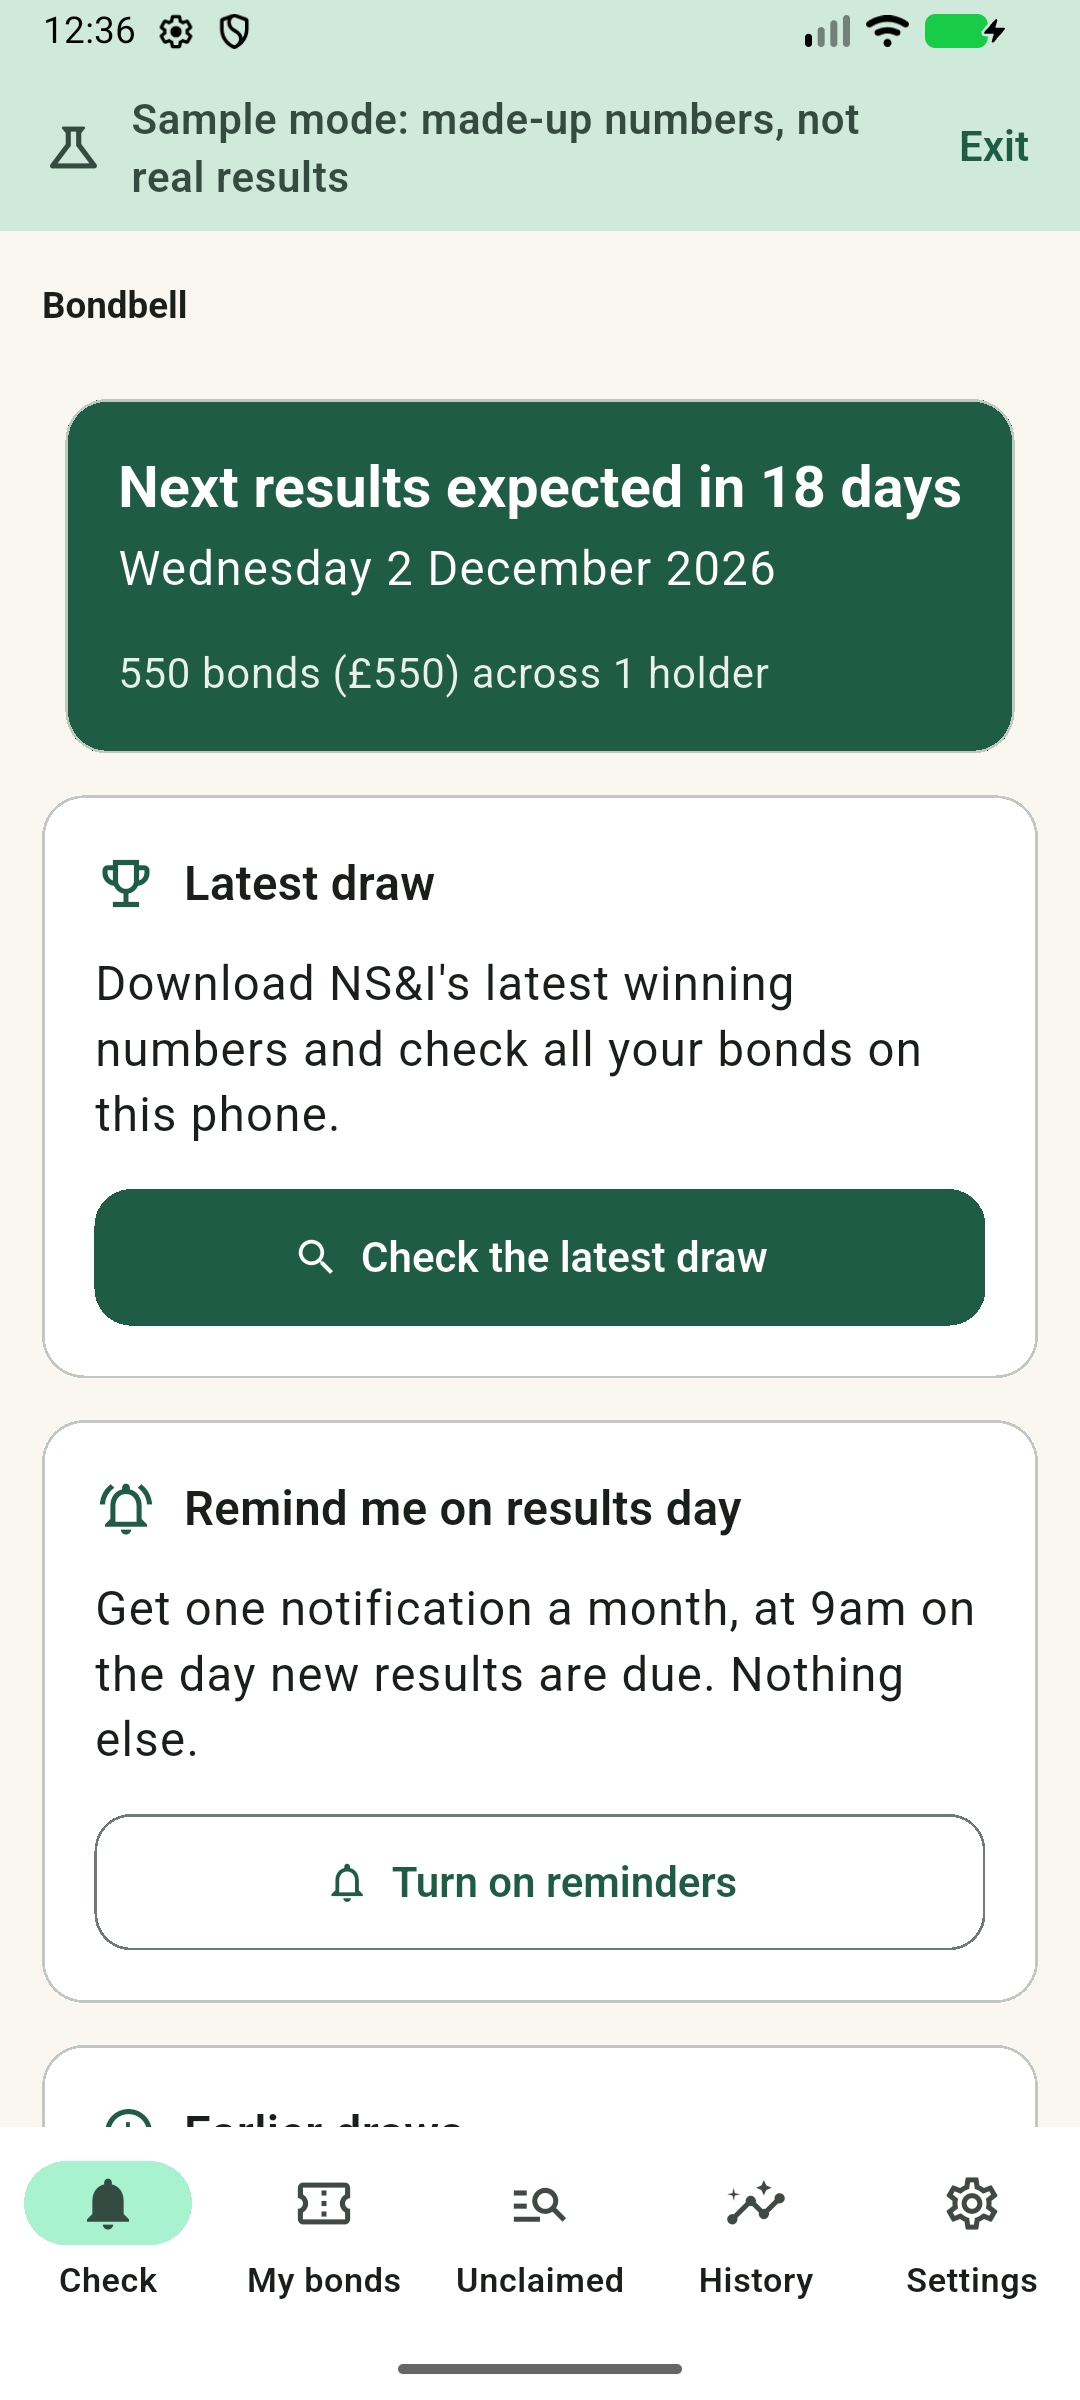 12:36
Sample mode: made-up numbers, not
real results
Exit
Bondbell
Next results expected in 18 days
Wednesday 2 December 2026
550 bonds (£550) across 1 holder
Latest draw
Download NS&I's latest winning
numbers and check all your bonds on
this phone.
Check the latest draw
Remind me on results day
Get one notification a month, at 9am on
the day new results are due. Nothing
else.
Turn on reminders
Earlier draws
Check
My bonds
Unclaimed
History
Settings